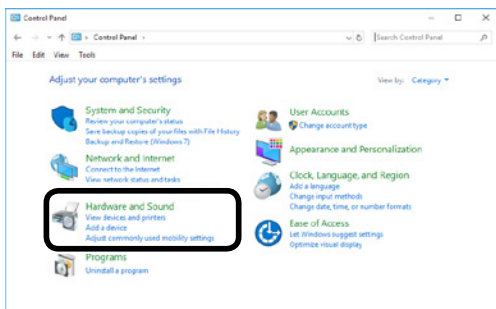 Control Panel
Control Panel
Search Control Panel
File Edit View Tools
Adjust your computer's settings
View by: Category
System and Security
Review your computer's status
Save backup copies of your files with File History
Backup and Restore (Windows 7)
Network and Internet
Connect to the Internet
View network status and tasks
Hardware and Sound
View devices and printers
Add a device
Adjust commonly used mobility settings
Programs
Uninstall a program
User Accounts
Change account type
Appearance and Personalization
Clock, Language, and Region
Add a language
Change input methods
Change date, time, or number formats
Ease of Access
Let Windows suggest settings
Optimize visual display